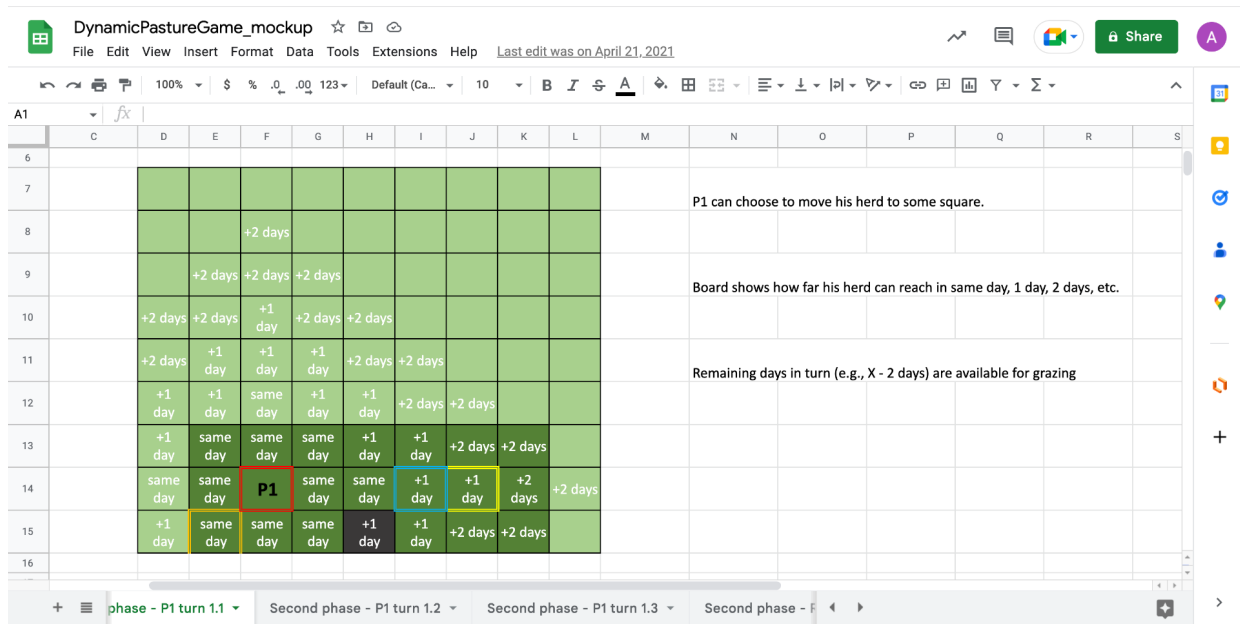 DynamicPastureGame_mockup
File Edit View Insert Format Data Tools Extensions Help Last edit was on April 21, 2021
Share
A
100% $ % .0 .00 123 Default (Ca... 10 B I S A
31
A1 fx
C D E F G H I J K L M N O P Q R S
6
7 P1 can choose to move his herd to some square.
8 +2 days
9 +2 days +2 days +2 days Board shows how far his herd can reach in same day, 1 day, 2 days, etc.
10 +2 days +2 days +1 day +2 days +2 days
11 +2 days +1 day +1 day +1 day +2 days +2 days Remaining days in turn (e.g., X - 2 days) are available for grazing
12 +1 day +1 day same day +1 day +1 day +2 days +2 days
13 +1 day same day same day same day +1 day +1 day +2 days +2 days
14 same day same day P1 same day same day +1 day +1 day +2 days +2 days
15 +1 day same day same day same day +1 day +1 day +2 days +2 days
16
phase - P1 turn 1.1 Second phase - P1 turn 1.2 Second phase - P1 turn 1.3 Second phase -